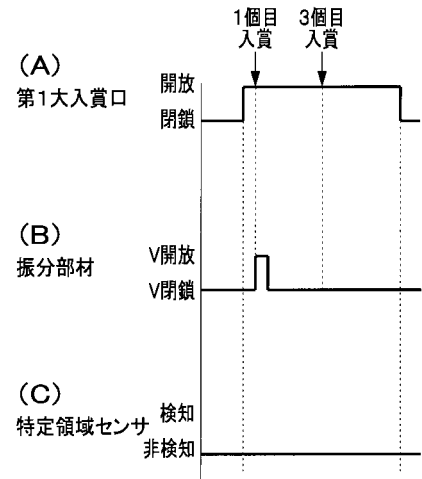 1個目
入賞
3個目
入賞
(A)
第1大入賞口
開放
閉鎖
(B)
振分部材
V開放
V閉鎖
(C)
特定領域センサ
検知
非検知